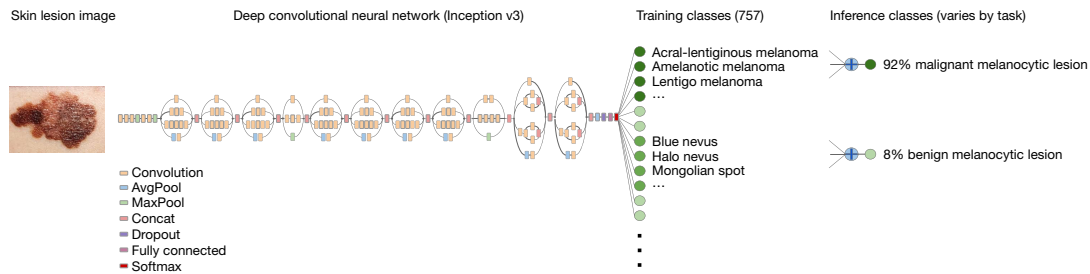 Skin lesion image
Deep convolutional neural network (Inception v3)
Training classes (757)
Inference classes (varies by task)
Acral-lentiginous melanoma
Amelanotic melanoma
Lentigo melanoma
…
Blue nevus
Halo nevus
Mongolian spot
…
92% malignant melanocytic lesion
8% benign melanocytic lesion
Convolution
AvgPool
MaxPool
Concat
Dropout
Fully connected
Softmax